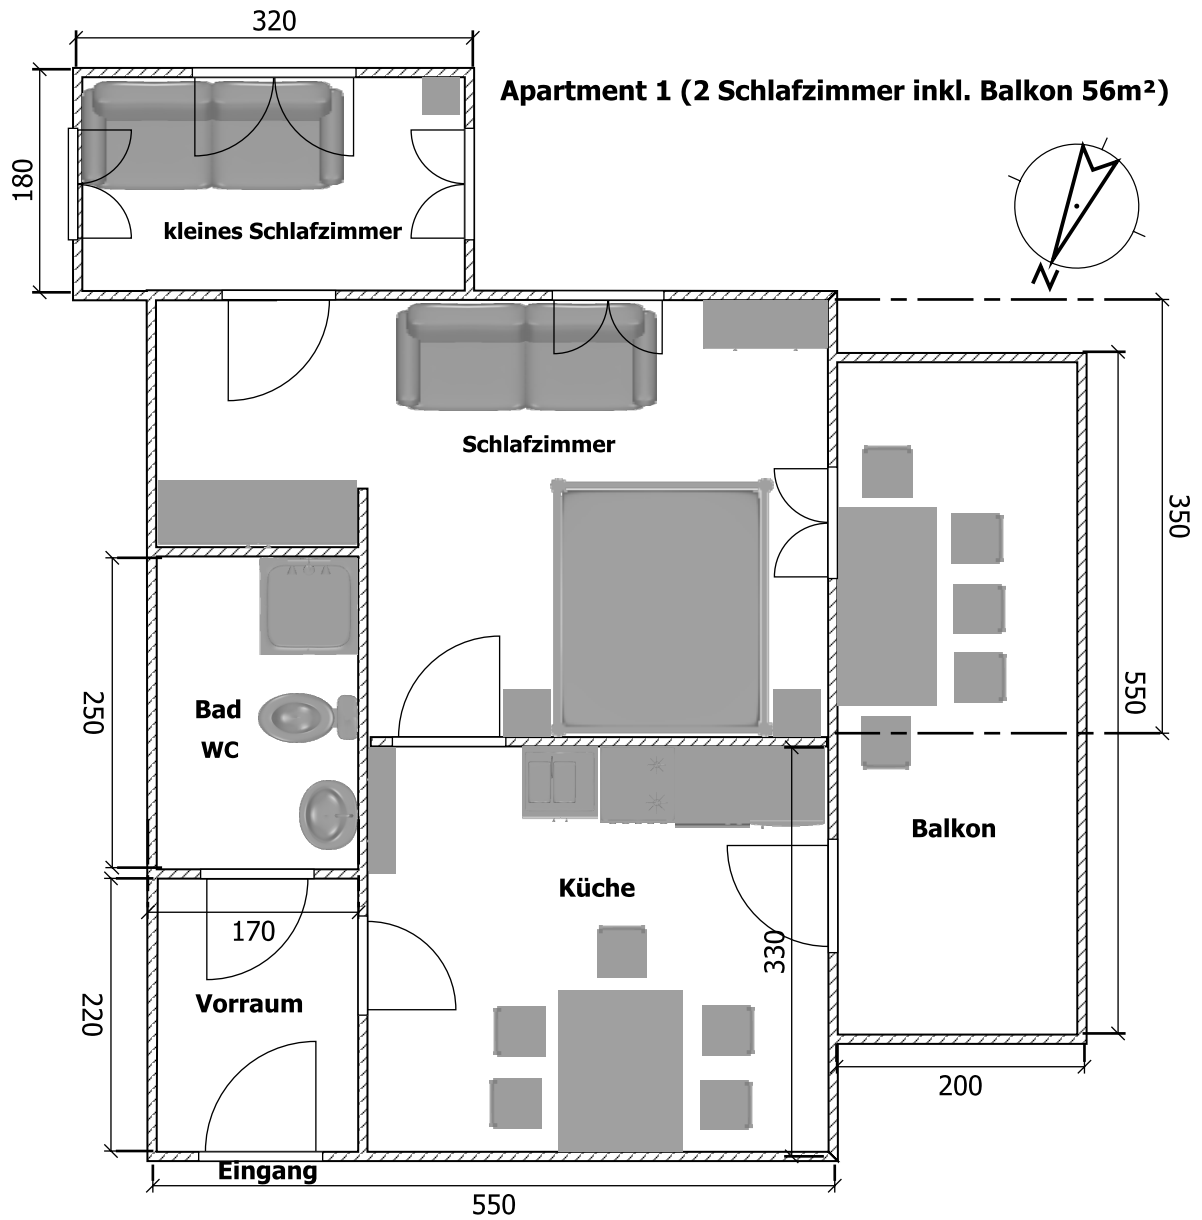 320
Apartment 1 (2 Schlafzimmer inkl. Balkon 56m²)
180
kleines Schlafzimmer
N
Schlafzimmer
350
550
250
Bad
WC
Balkon
Küche
170
330
Vorraum
220
200
Eingang
550